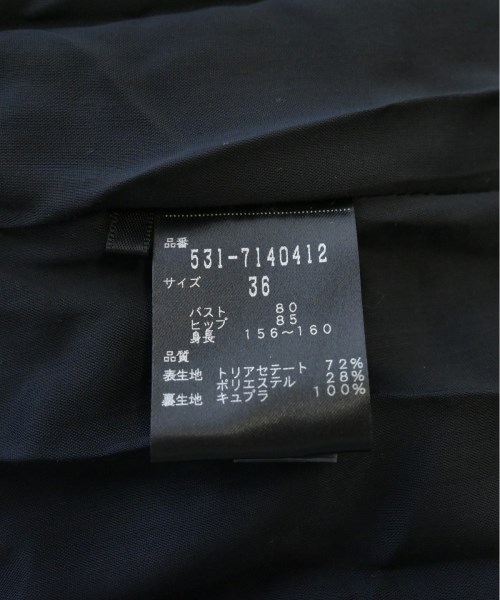 品番
531-7140412
サイズ 36
バスト 80
ヒップ 85
身長 156～160
品質
表生地 トリアセテート 72%
ポリエステル 28%
裏生地 キュプラ 100%